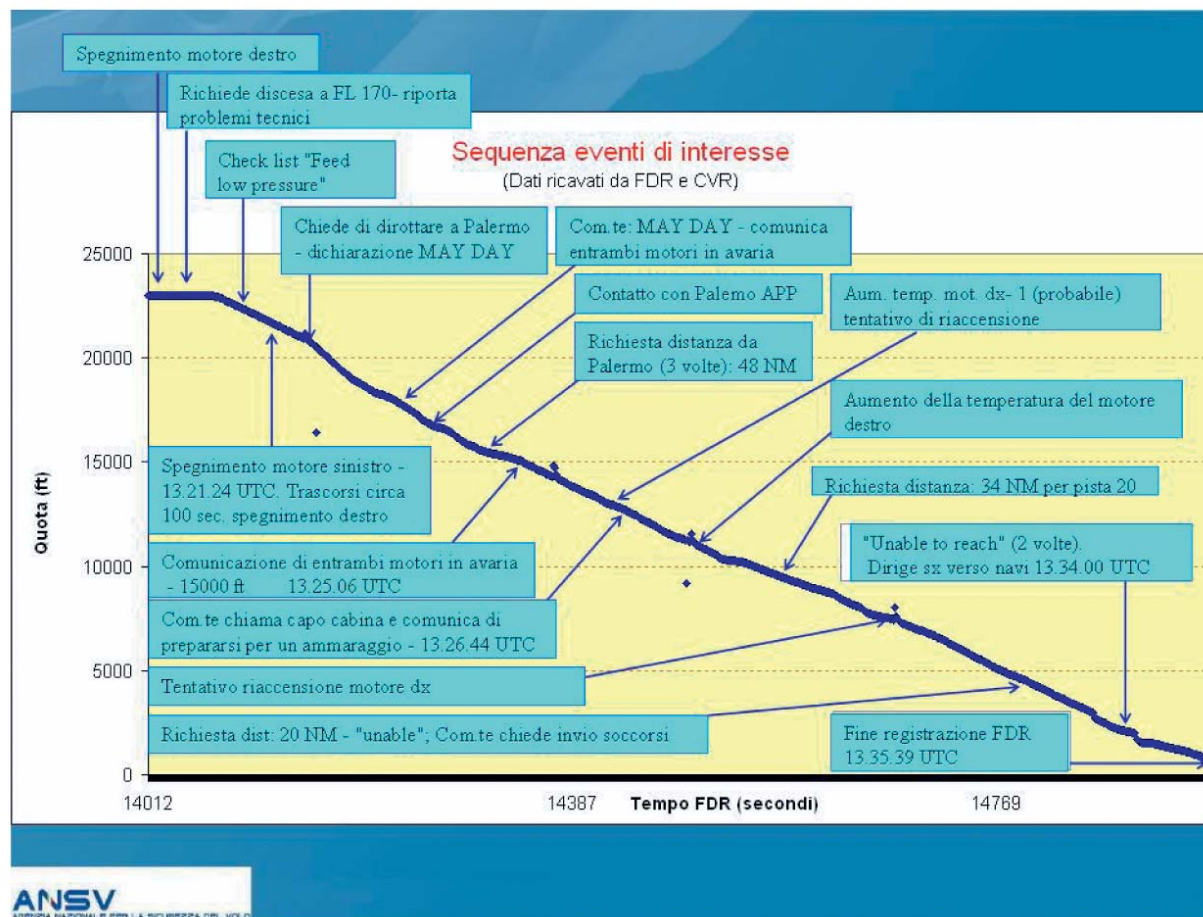 Spegnimento motore destro
Richiede discesa a FL 170- riporta
problemi tecnici
Check list "Feed
low pressure"
Sequenza eventi di interesse
(Dati ricavati da FDR e CVR)
Chiede di dirottare a Palermo
- dichiarazione MAY DAY
Com.te: MAY DAY - comunica
entrambi motori in avaria
Contatto con Palemo APP
Aum. temp. mot. dx- 1 (probabile)
tentativo di riaccensione
Richiesta distanza da
Palermo (3 volte): 48 NM
Aumento della temperatura del motore
destro
Spegnimento motore sinistro -
13.21.24 UTC. Trascorsi circa
100 sec. spegnimento destro
Richiesta distanza: 34 NM per pista 20
"Unable to reach" (2 volte).
Dirige sx verso navi 13.34.00 UTC
Comunicazione di entrambi motori in avaria
- 15000 ft 13.25.06 UTC
Com.te chiama capo cabina e comunica di
prepararsi per un ammaraggio - 13.26.44 UTC
Tentativo riaccensione motore dx
Richiesta dist: 20 NM - "unable"; Com.te chiede invio soccorsi
Fine registrazione FDR
13.35.39 UTC
Quota (ft)
25000
20000
15000
10000
5000
0
14012
14387
14769
Tempo FDR (secondi)
ANSV
AGENZIA NAZIONALE PER LA SICUREZZA DEL VOLO